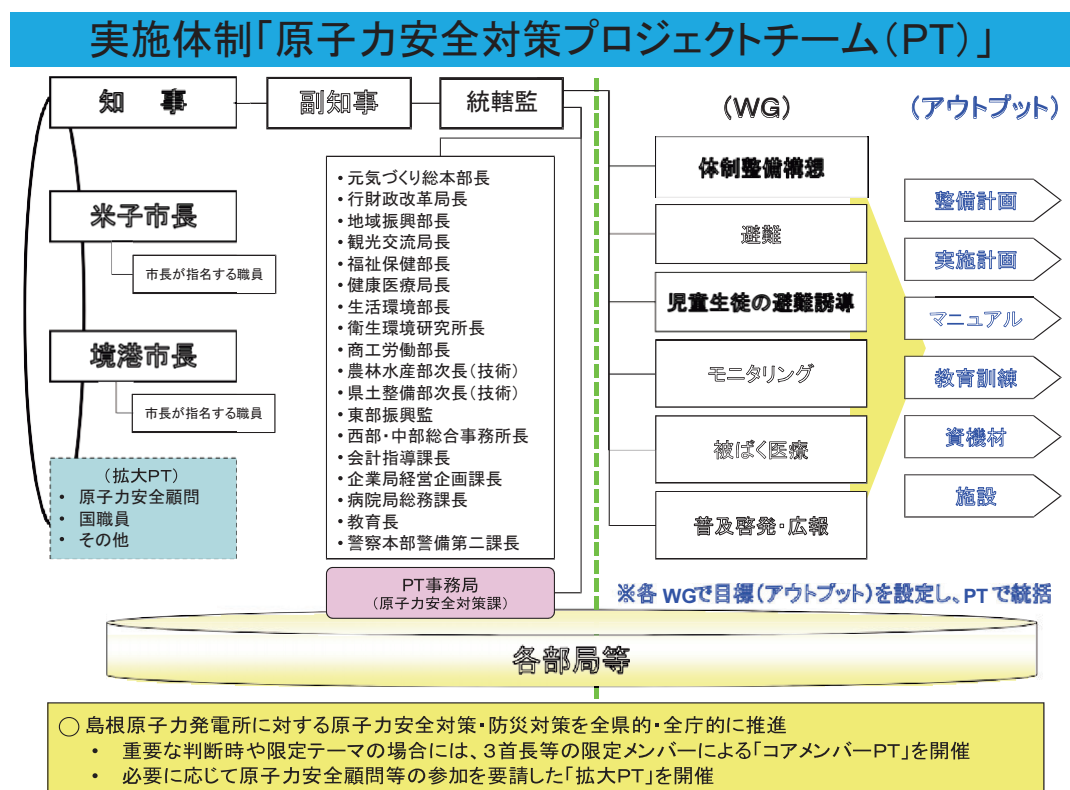 実施体制「原子力安全対策プロジェクトチーム(PT)」
知　事
副知事
統轄監
米子市長
市長が指名する職員
境港市長
市長が指名する職員
(拡大PT)
・ 原子力安全顧問
・ 国職員
・ その他
・元気づくり総本部長
・行財政改革局長
・地域振興部長
・観光交流局長
・福祉保健部長
・健康医療局長
・生活環境部長
・衛生環境研究所長
・商工労働部長
・農林水産部次長(技術)
・県土整備部次長(技術)
・東部振興監
・西部・中部総合事務所長
・会計指導課長
・企業局経営企画課長
・病院局総務課長
・教育長
・警察本部警備第二課長
PT事務局
(原子力安全対策課)
(WG)
体制整備構想
避難
児童生徒の避難誘導
モニタリング
被ばく医療
普及啓発・広報
(アウトプット)
整備計画
実施計画
マニュアル
教育訓練
資機材
施設
※各 WGで目標(アウトプット)を設定し、PTで統括
各部局等
○ 島根原子力発電所に対する原子力安全対策・防災対策を全県的・全庁的に推進
・ 重要な判断時や限定テーマの場合には、3首長等の限定メンバーによる「コアメンバーPT」を開催
・ 必要に応じて原子力安全顧問等の参加を要請した「拡大PT」を開催